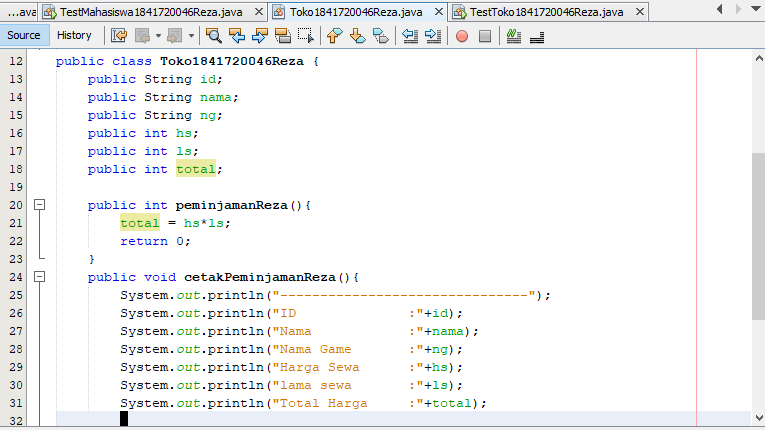 ...ava TestMahasiswa1841720046Reza.java Toko1841720046Reza.java TestToko1841720046Reza.java
Source History
12 public class Toko1841720046Reza {
13 public String id;
14 public String nama;
15 public String ng;
16 public int hs;
17 public int ls;
18 public int total;
19
20 public int peminjamanReza(){
21 total = hs*ls;
22 return 0;
23 }
24 public void cetakPeminjamanReza(){
25 System.out.println("-------------------------------");
26 System.out.println("ID              :"+id);
27 System.out.println("Nama            :"+nama);
28 System.out.println("Nama Game       :"+ng);
29 System.out.println("Harga Sewa      :"+hs);
30 System.out.println("lama sewa       :"+ls);
31 System.out.println("Total Harga     :"+total);
32